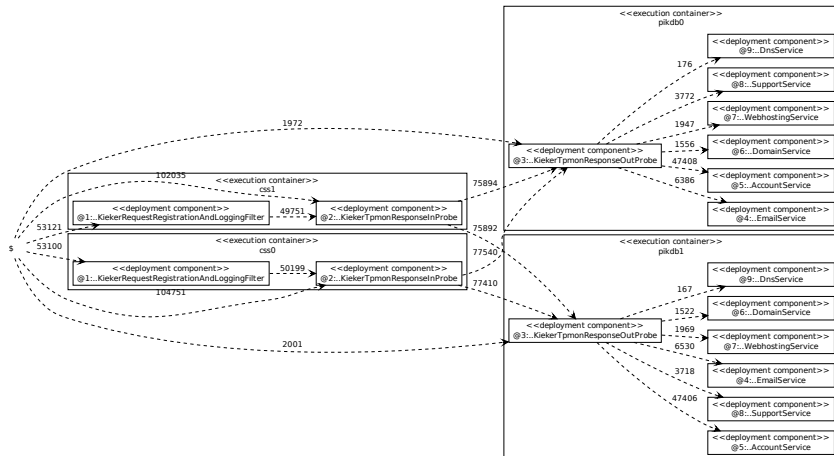 <<execution container>>
pikdb0
<<deployment component>>
@9:..DnsService
176
<<deployment component>>
@8:..SupportService
3772
<<deployment component>>
@7:..WebhostingService
1947
<<deployment component>>
@6:..DomainService
1556
<<deployment component>>
@5:..AccountService
47408
<<deployment component>>
@4:..EmailService
6386
<<deployment component>>
@3:..KiekerTpmonResponseOutProbe
1972
102035
<<execution container>>
css1
<<deployment component>>
@1:..KiekerRequestRegistrationAndLoggingFilter
49751
<<deployment component>>
@2:..KiekerTpmonResponseInProbe
75894
75892
53121
$
53100
<<execution container>>
css0
<<deployment component>>
@1:..KiekerRequestRegistrationAndLoggingFilter
50199
<<deployment component>>
@2:..KiekerTpmonResponseInProbe
77540
77410
104751
2001
<<execution container>>
pikdb1
<<deployment component>>
@3:..KiekerTpmonResponseOutProbe
167
<<deployment component>>
@9:..DnsService
1522
<<deployment component>>
@6:..DomainService
1969
<<deployment component>>
@7:..WebhostingService
6530
<<deployment component>>
@4:..EmailService
3718
<<deployment component>>
@8:..SupportService
47406
<<deployment component>>
@5:..AccountService